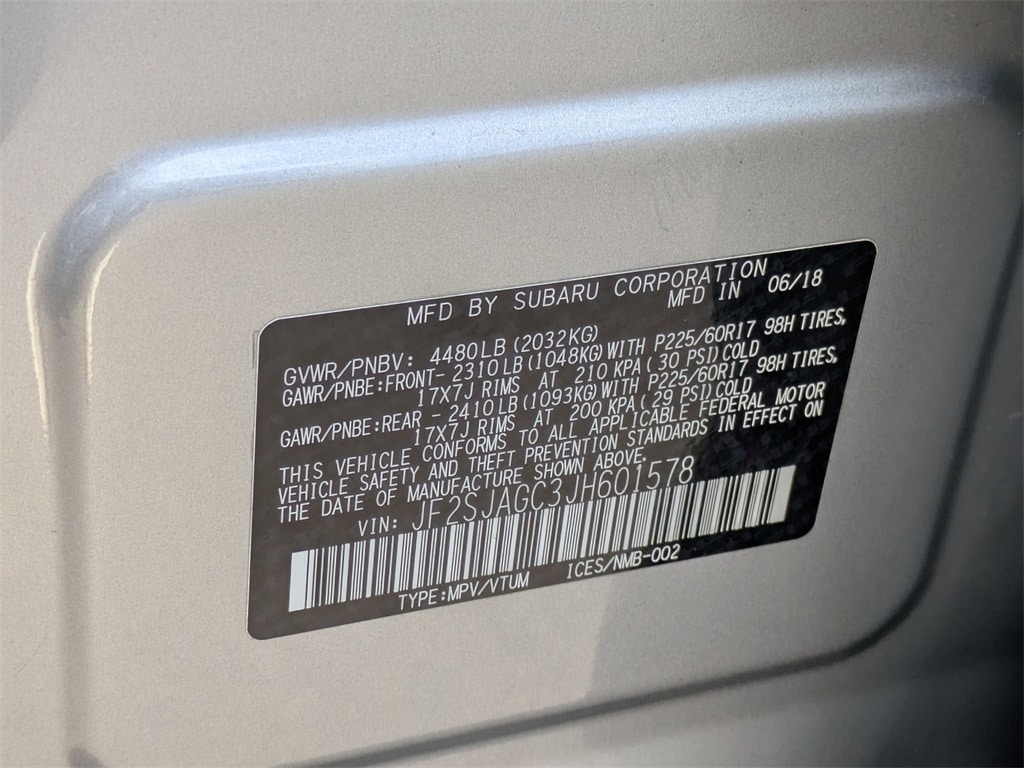 MFD BY SUBARU CORPORATION
MFD IN 06/18
GVWR/PNBV: 4480LB(2032KG)
GAWR/PNBE:FRONT- 2310LB(1048KG)WITH P225/60R17 98H TIRES,
17X7J RIMS AT 210 KPA(30 PSI)COLD
GAWR/PNBE:REAR - 2410LB(1093KG)WITH P225/60R17 98H TIRES,
17X7J RIMS AT 200 KPA(29 PSI)COLD
THIS VEHICLE CONFORMS TO ALL APPLICABLE FEDERAL MOTOR
VEHICLE SAFETY AND THEFT PREVENTION STANDARDS IN EFFECT ON
THE DATE OF MANUFACTURE SHOWN ABOVE.
VIN: JF2SJAGC3JH601578
TYPE:MPV/VTUM ICES/NMB-002